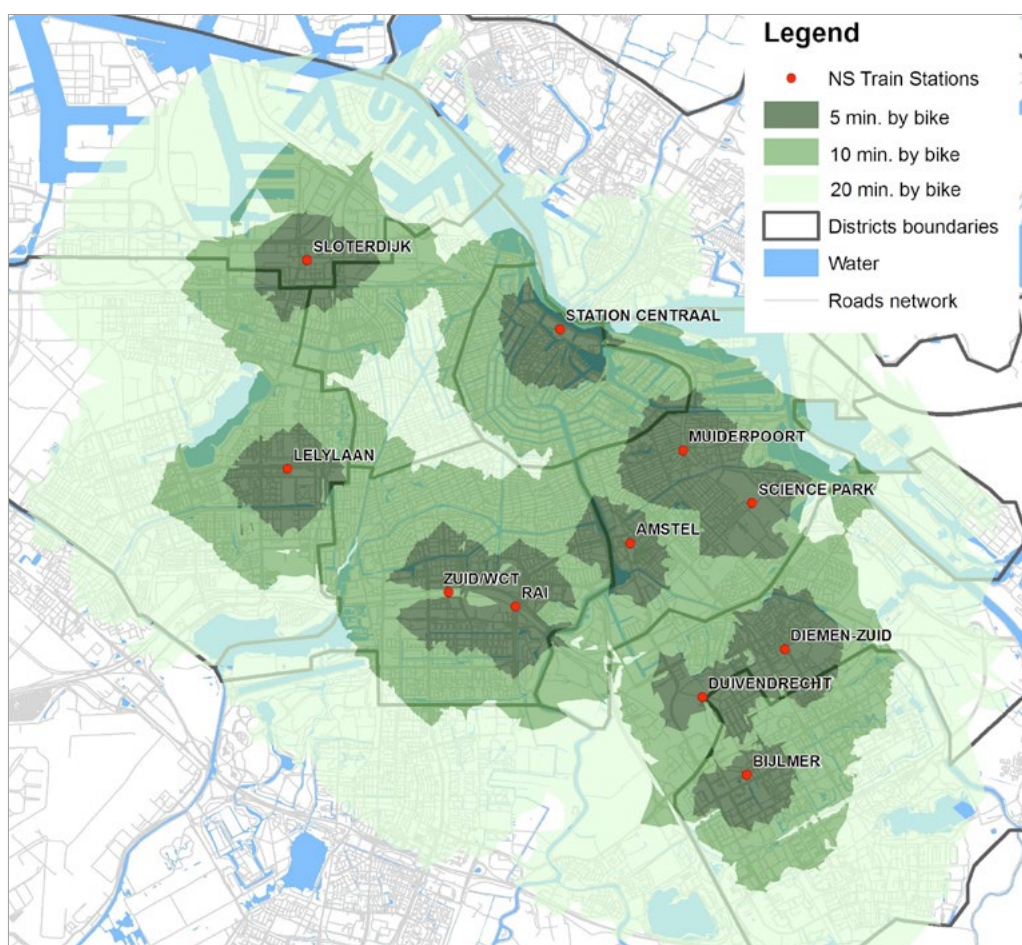 Legend
NS Train Stations
5 min. by bike
10 min. by bike
20 min. by bike
Districts boundaries
Water
Roads network
SLOTERDIJK
STATION CENTRAAL
MUIDERPOORT
LELYLAAN
SCIENCE PARK
AMSTEL
ZUID/WCT
RAI
DIEMEN-ZUID
DUIVENDRECHT
BIJLMER